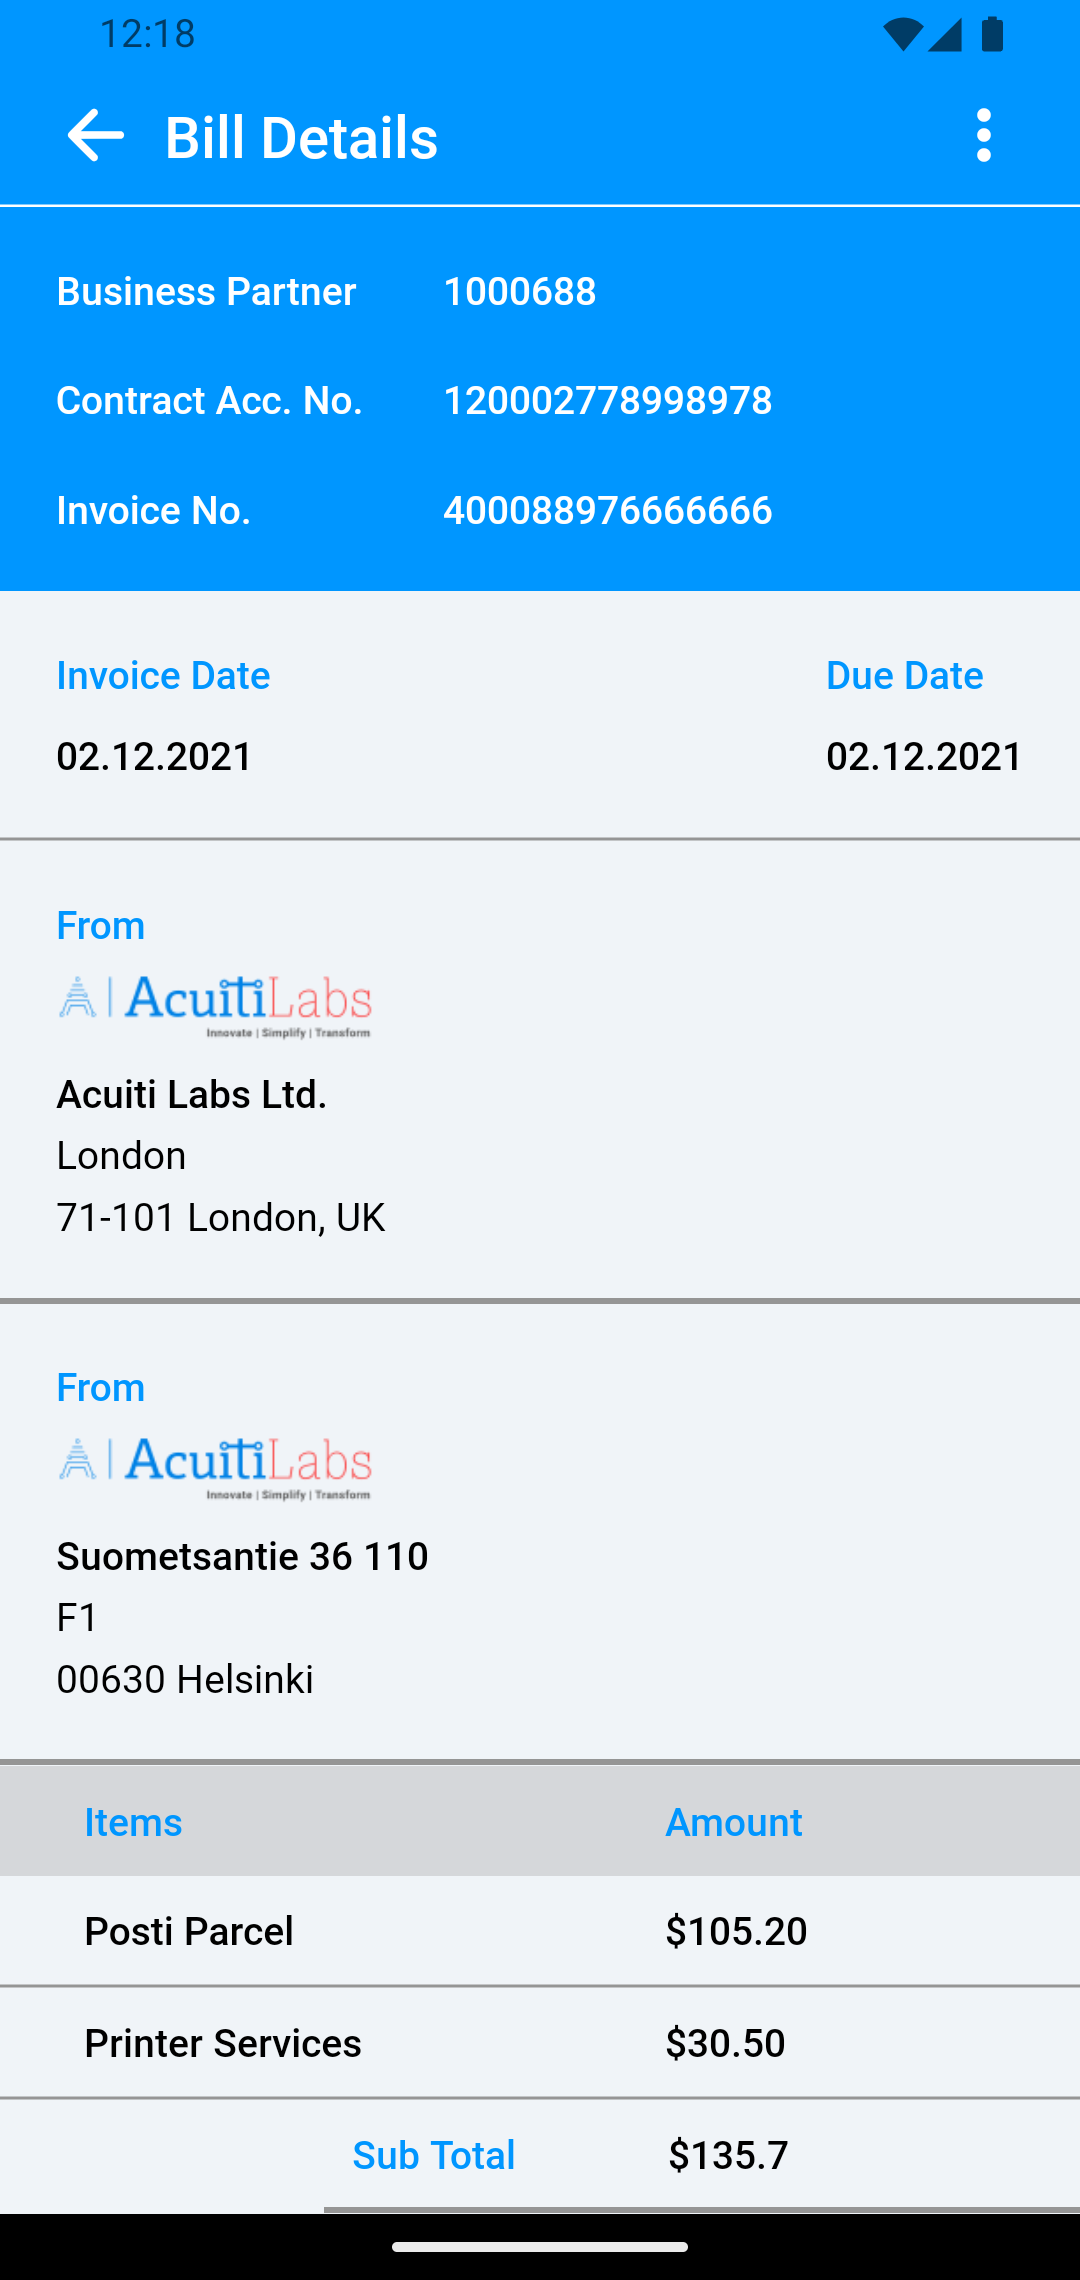 12:18
Bill Details
Business Partner 1000688
Contract Acc. No. 120002778998978
Invoice No. 400088976666666
Invoice Date Due Date
02.12.2021 02.12.2021
From
A | AcuitiLabs
Innovate | Simplify | Transform
Acuiti Labs Ltd.
London
71-101 London, UK
From
A | AcuitiLabs
Innovate | Simplify | Transform
Suometsantie 36 110
F1
00630 Helsinki
Items Amount
Posti Parcel $105.20
Printer Services $30.50
Sub Total $135.7